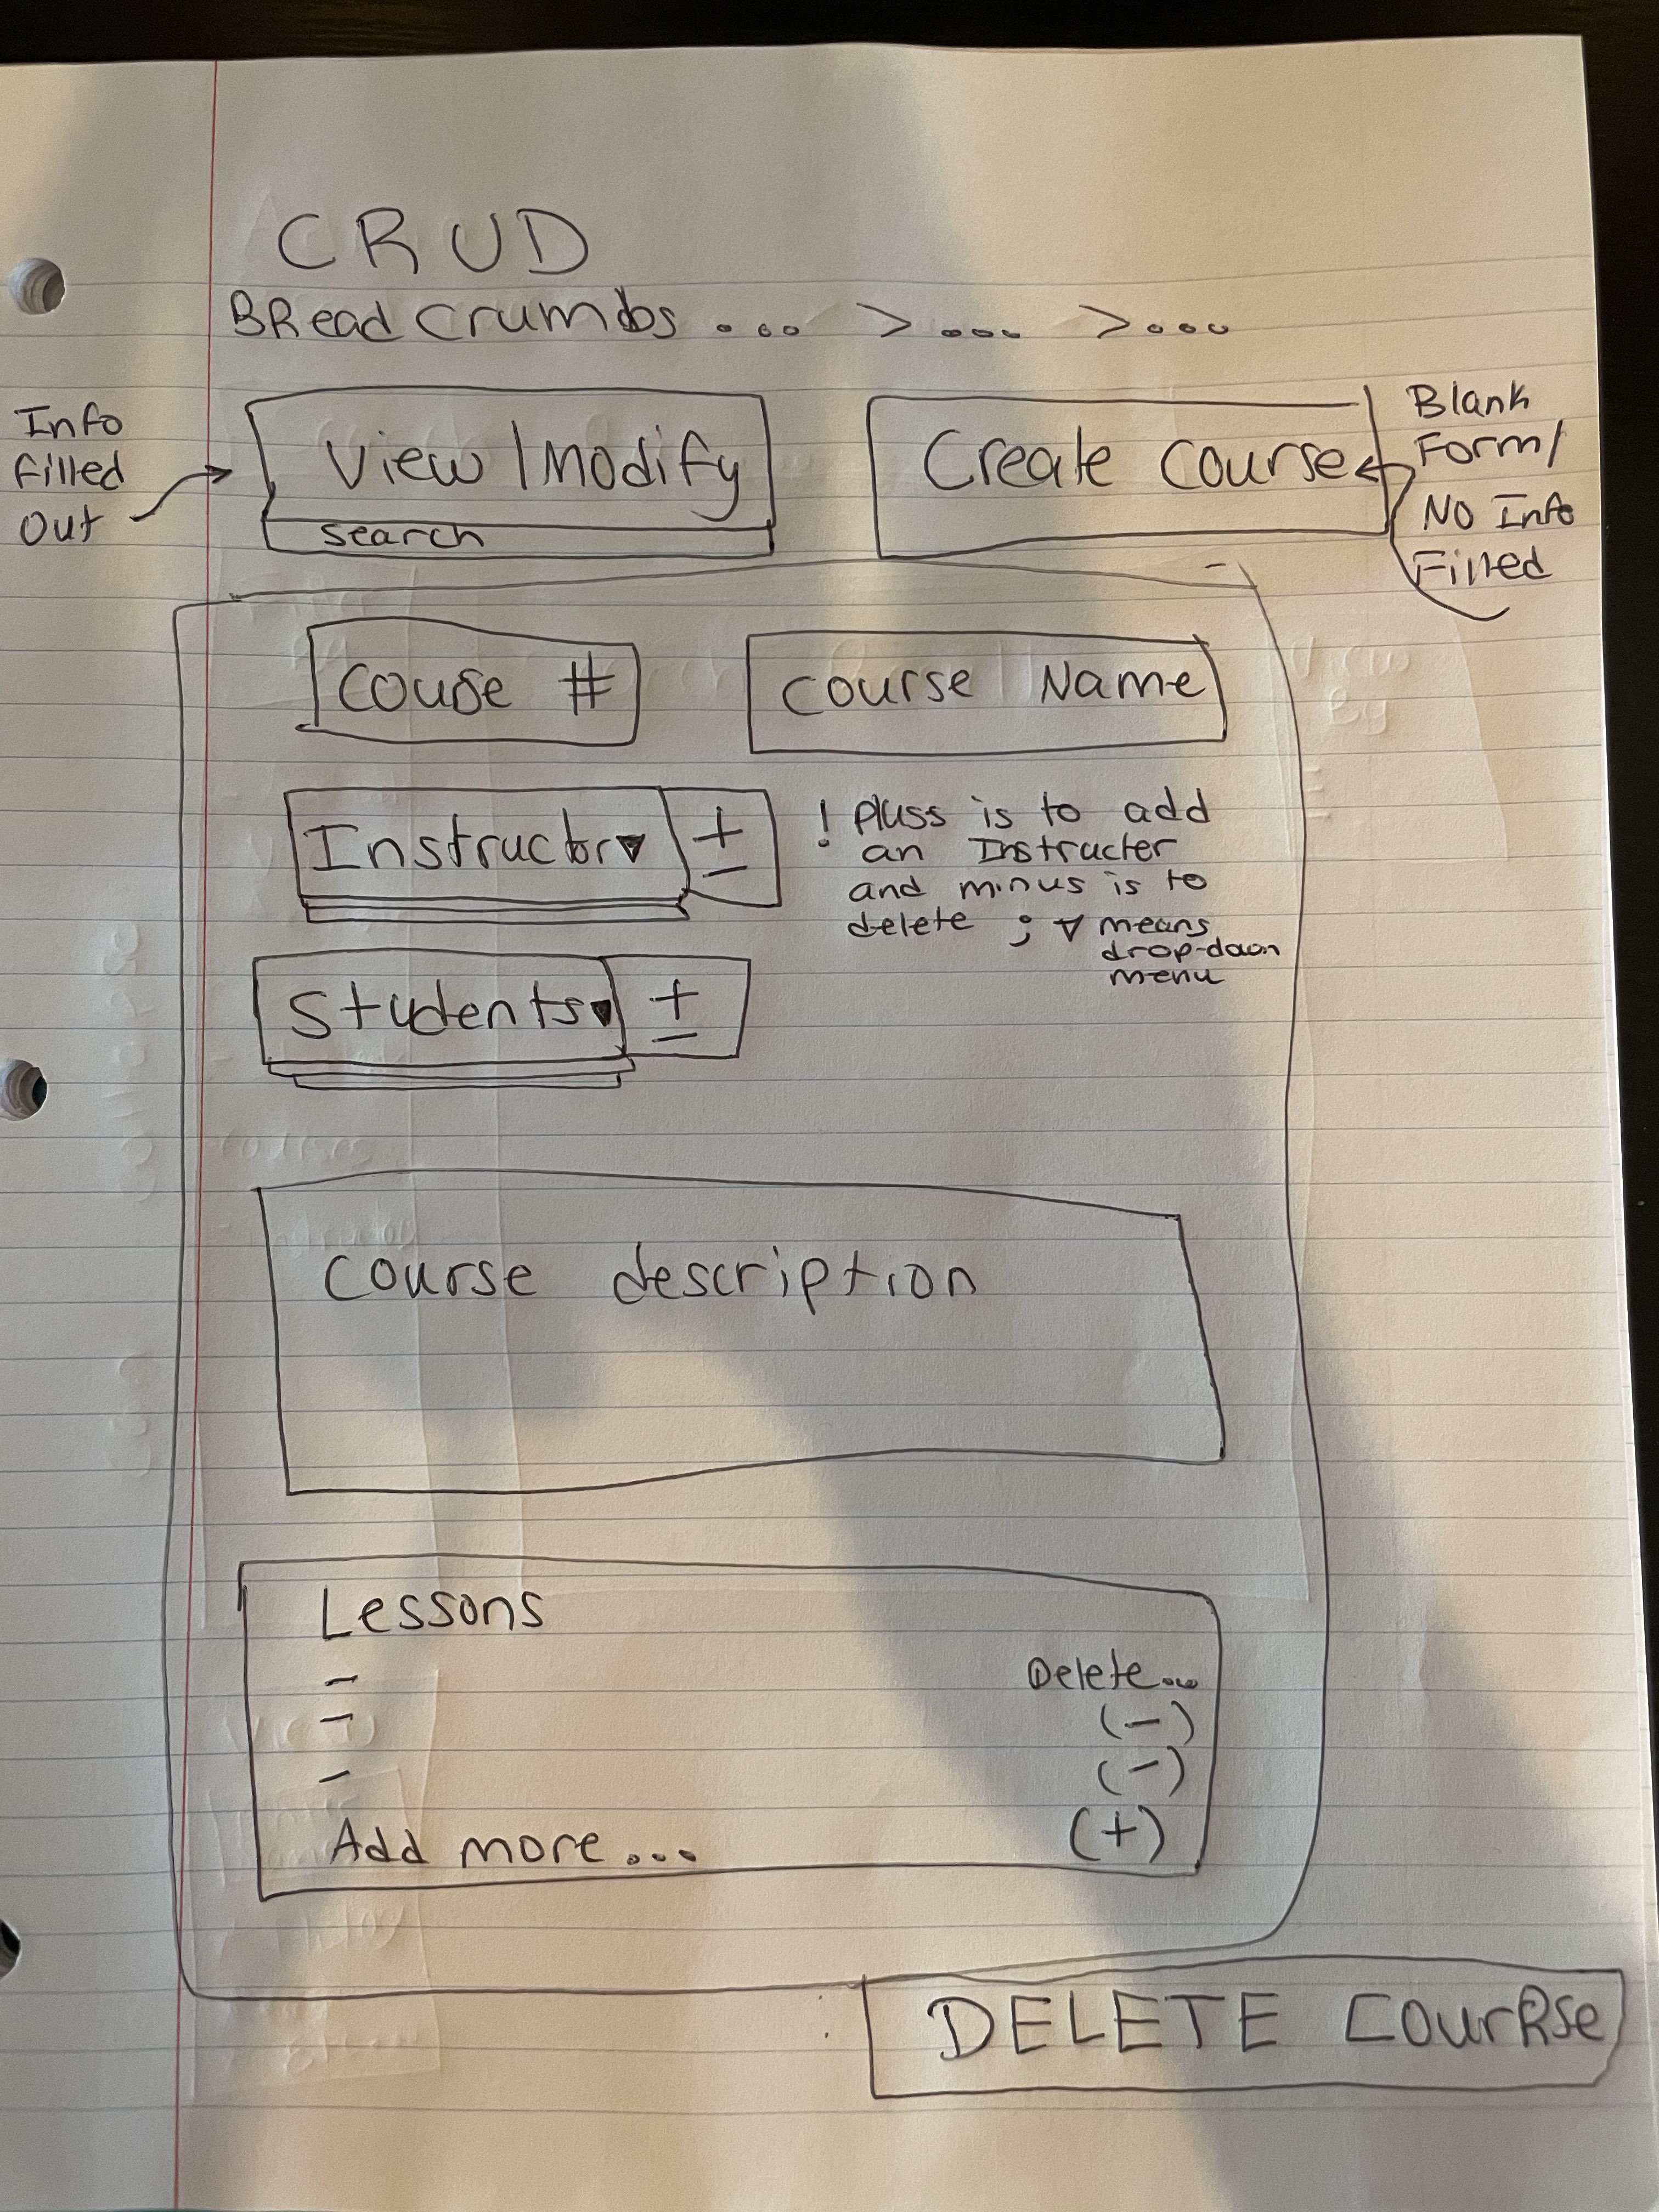 CRUD
BRead Crumbs ... > ... > ...
Info
filled
out
View | Modify
search
Create course
Blank
Form/
No Info
Filled
Couse #
Course Name
Instructor▼
+
-
! Pluss is to add
an Instructer
and minus is to
delete ; ▼ means
drop-down
menu
Students▼
+
-
Course description
Lessons
- Delete...
- (-)
- (-)
Add more... (+)
DELETE CourRse